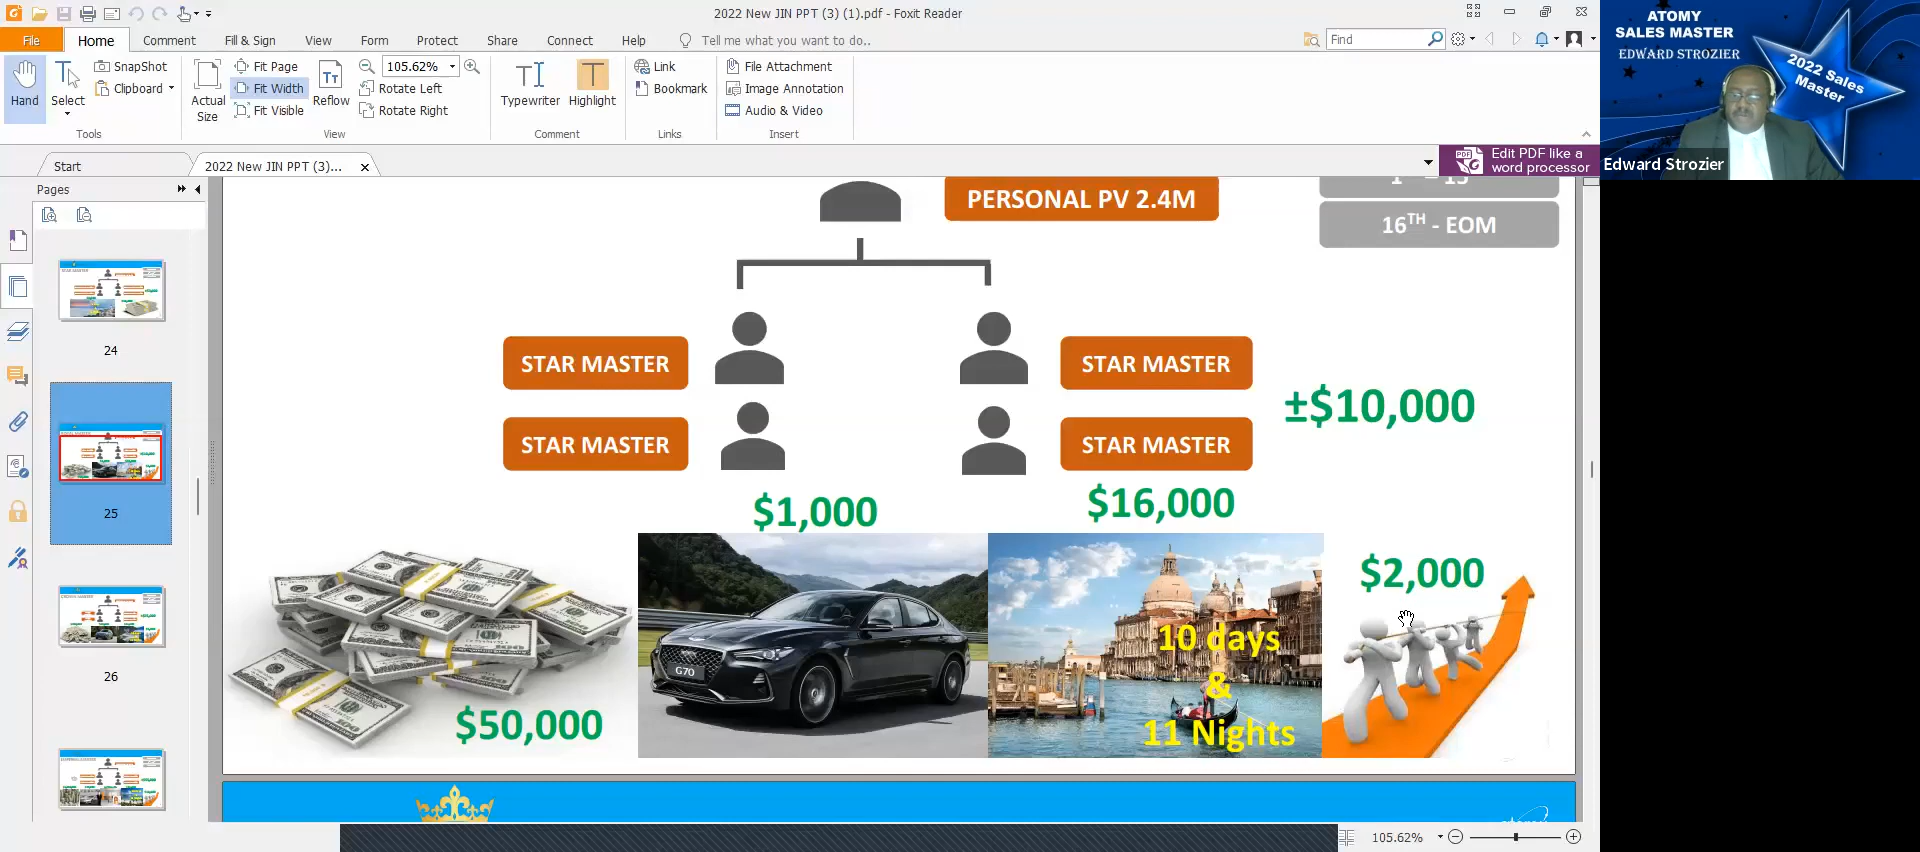 2022 New JIN PPT (3) (1).pdf - Foxit Reader
File
Home
Comment
Fill & Sign
View
Form
Protect
Share
Connect
Help
Tell me what you want to do..
Find
Hand
Select
SnapShot
Clipboard
Tools
Actual Size
Fit Page
Fit Width
Fit Visible
Reflow
105.62%
Rotate Left
Rotate Right
View
Typewriter
Highlight
Comment
Link
Bookmark
Links
File Attachment
Image Annotation
Audio & Video
Insert
Start
2022 New JIN PPT (3)...
Edit PDF like a
word processor
Pages
24
25
26
PERSONAL PV 2.4M
16TH - EOM
STAR MASTER
STAR MASTER
STAR MASTER
STAR MASTER
±$10,000
$1,000
$16,000
$2,000
$50,000
G70
10 days
&
11 Nights
105.62%
ATOMY
SALES MASTER
EDWARD STROZIER
2022 Sales
Master
Edward Strozier